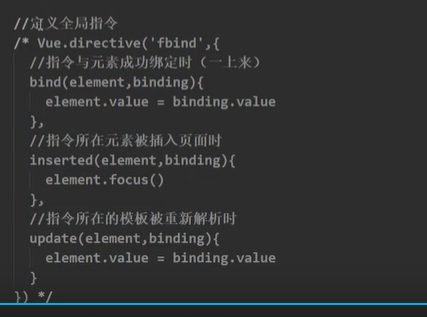 //定义全局指令
/* Vue.directive('fbind',{
//指令与元素成功绑定时（一上来）
bind(element,binding){
element.value = binding.value
},
//指令所在元素被插入页面时
inserted(element,binding){
element.focus()
},
//指令所在的模板被重新解析时
update(element,binding){
element.value = binding.value
}
}) */